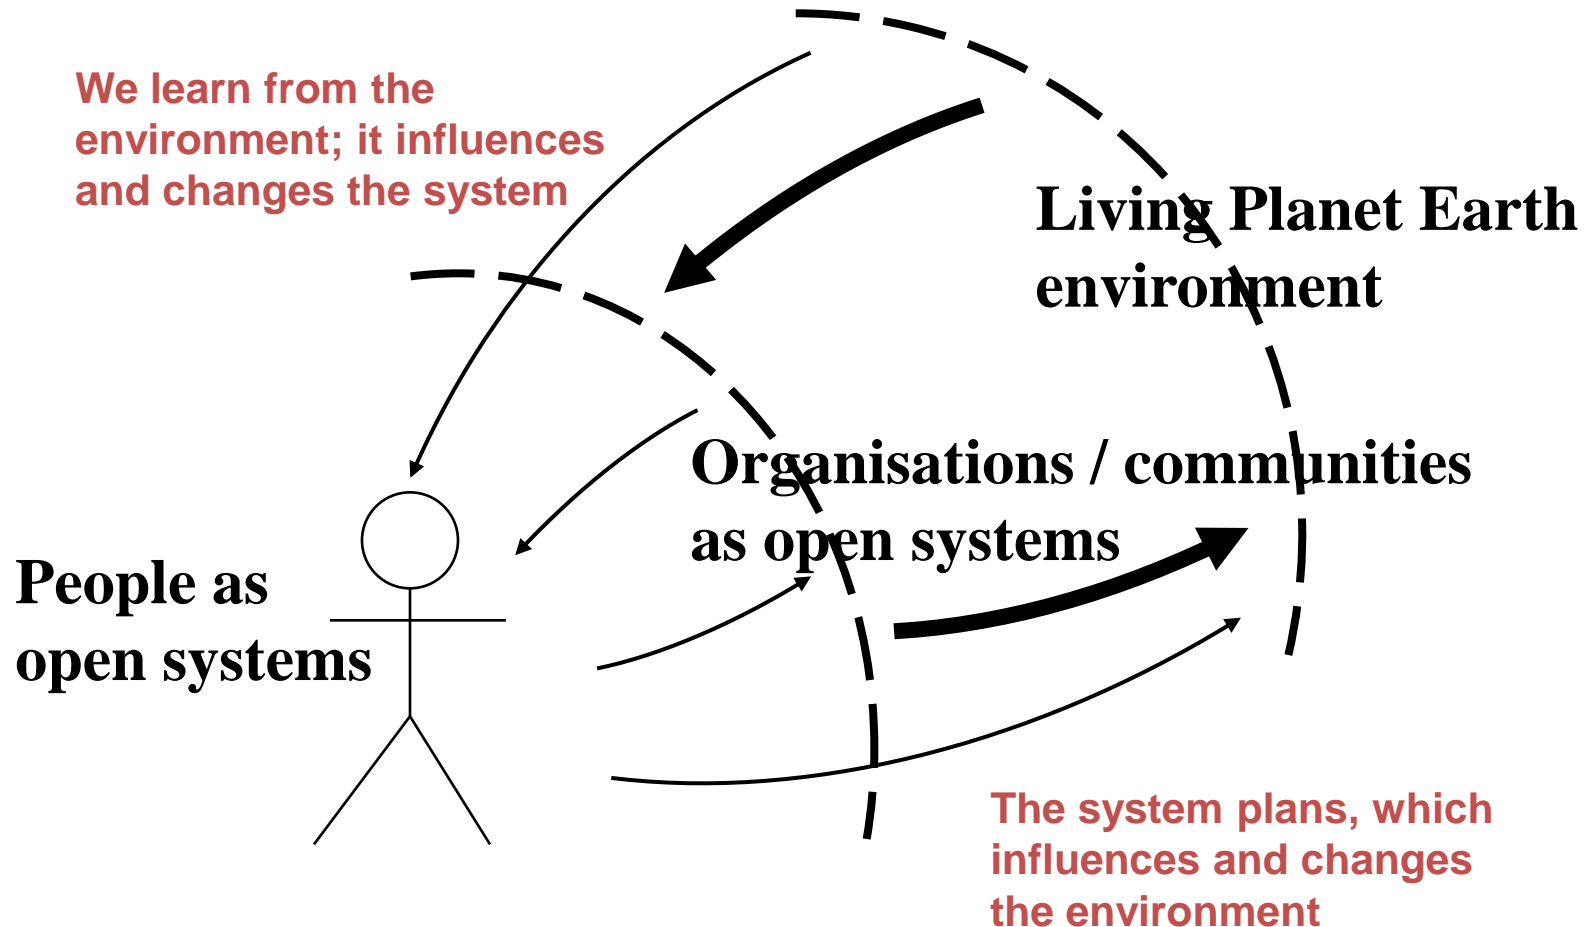 We learn from the
environment; it influences
and changes the system
Living Planet Earth
environment
Organisations / communities
as open systems
People as
open systems
The system plans, which
influences and changes
the environment